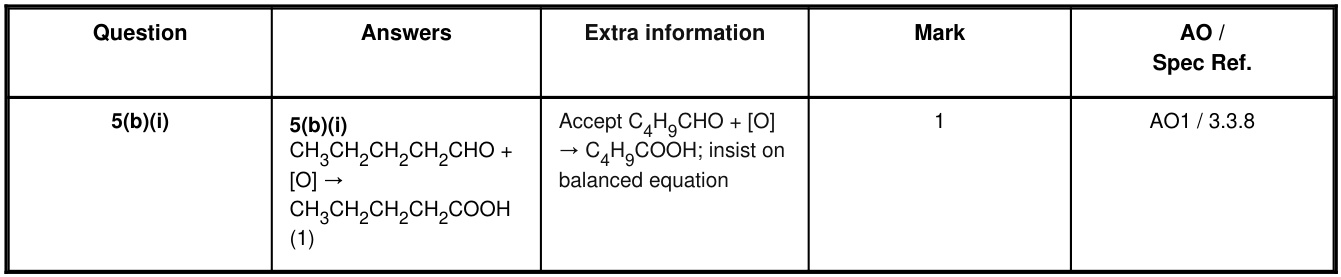 Question Answers Extra information Mark AO /
Spec Ref.
5(b)(i)
5(b)(i)
CH₃CH₂CH₂CH₂CHO +
[O] →
CH₃CH₂CH₂CH₂COOH
(1)
Accept C₄H₉CHO + [O]
→ C₄H₉COOH; insist on
balanced equation
1
AO1 / 3.3.8